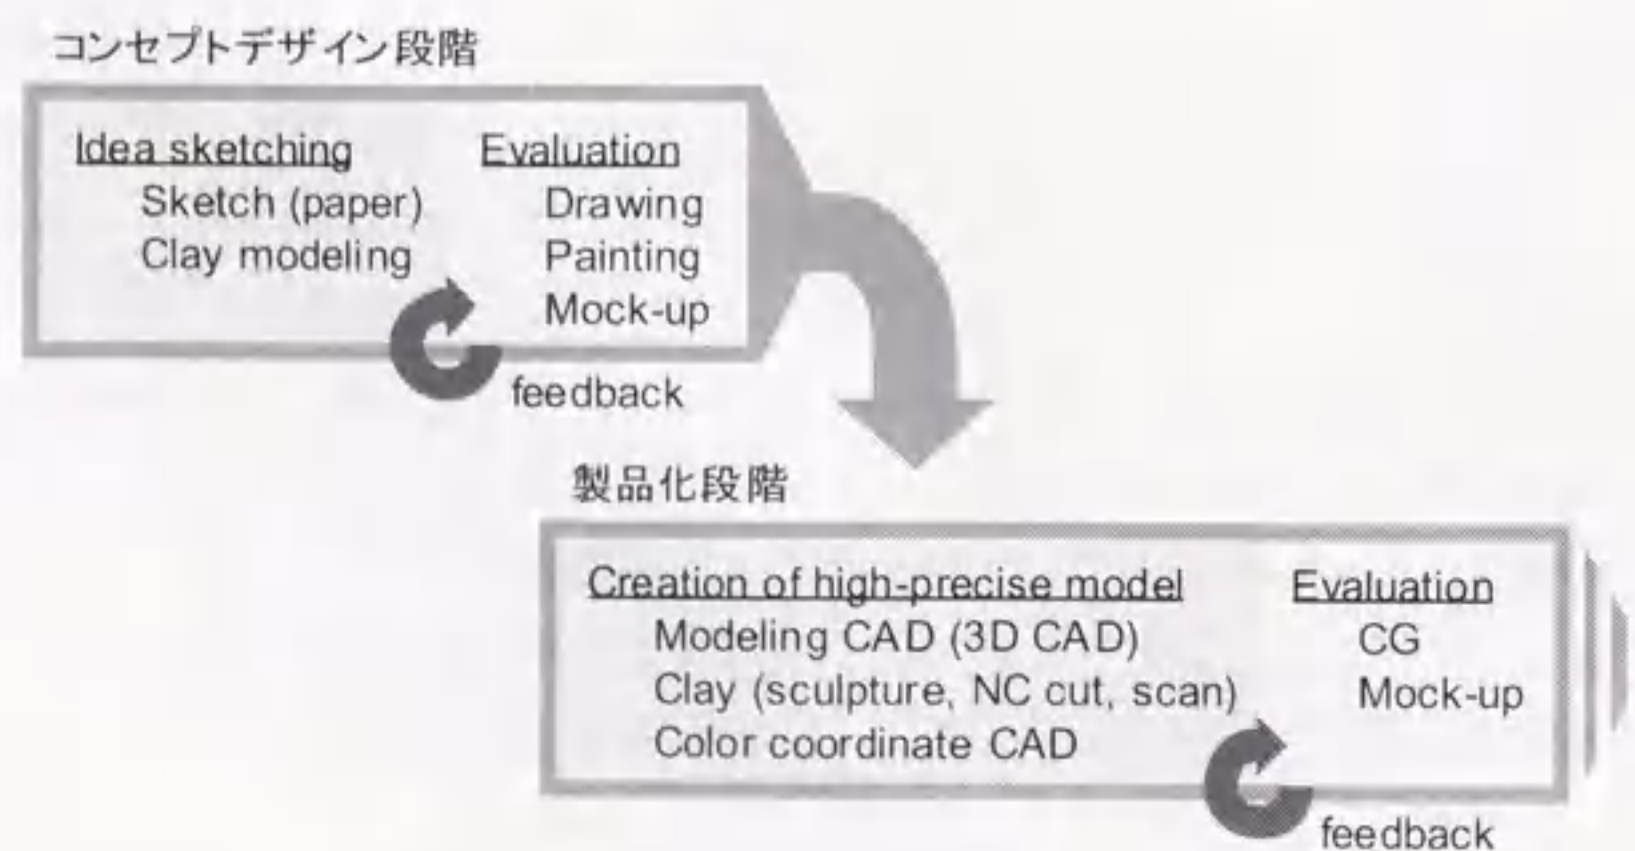 コンセプトデザイン段階
Idea sketching
Sketch (paper)
Clay modeling
Evaluation
Drawing
Painting
Mock-up
feedback
製品化段階
Creation of high-precise model
Modeling CAD (3D CAD)
Clay (sculpture, NC cut, scan)
Color coordinate CAD
Evaluation
CG
Mock-up
feedback